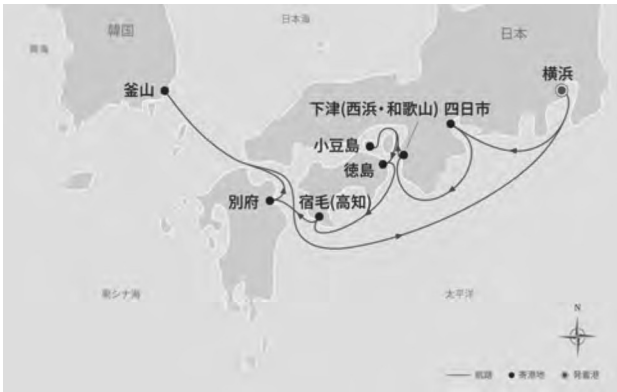 韓国
日本海
日本
黄海
釜山
横浜
下津(西浜・和歌山)
四日市
小豆島
徳島
別府
宿毛(高知)
東シナ海
太平洋
N
航路
寄港地
発着港